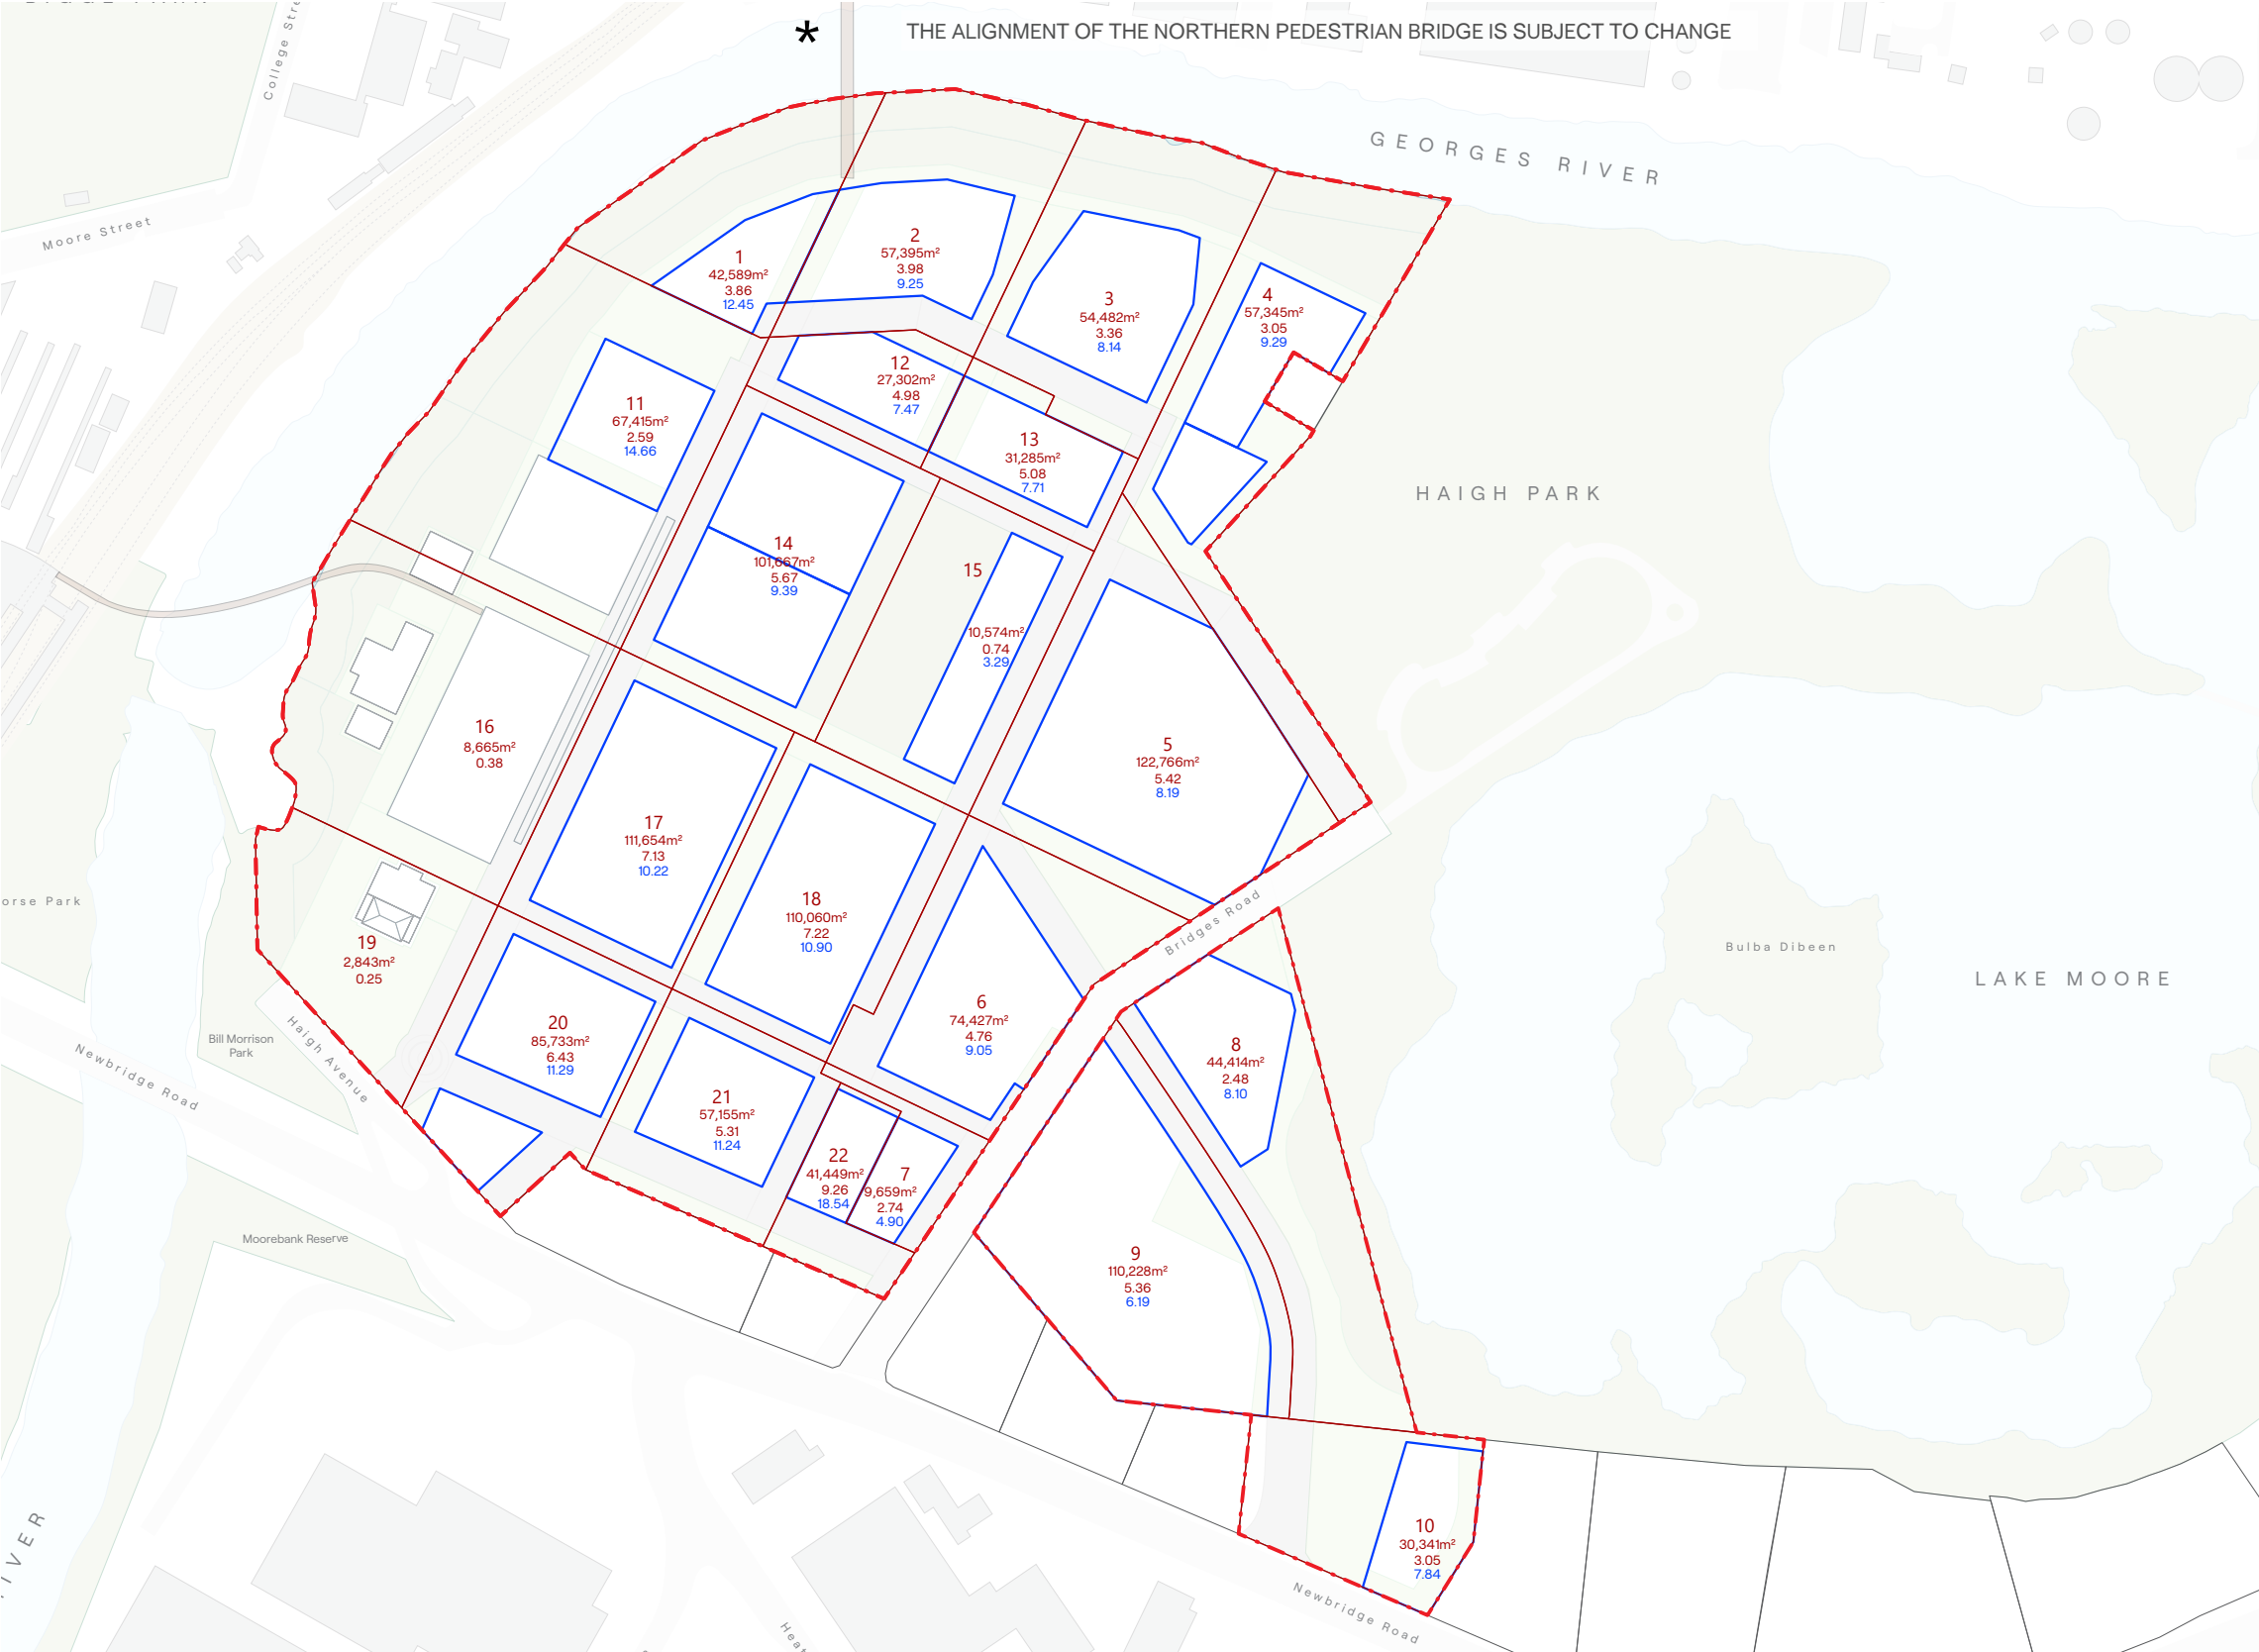 *
THE ALIGNMENT OF THE NORTHERN PEDESTRIAN BRIDGE IS SUBJECT TO CHANGE
GEORGES RIVER
Moore Street
1
42,589m²
3.86
12.45
2
57,395m²
3.98
9.25
3
54,482m²
3.36
8.14
4
57,345m²
3.05
9.29
11
67,415m²
2.59
14.66
12
27,302m²
4.98
7.47
13
31,285m²
5.08
7.71
HAIGH PARK
14
101,667m²
5.67
9.39
15
10,574m²
0.74
3.29
16
8,665m²
0.38
5
122,766m²
5.42
8.19
17
111,654m²
7.13
10.22
18
110,060m²
7.22
10.90
orse Park
Bridges Road
Bulba Dibeen
LAKE MOORE
19
2,843m²
0.25
6
74,427m²
4.76
9.05
20
85,733m²
6.43
11.29
8
44,414m²
2.48
8.10
Haigh Avenue
Bill Morrison
Park
Newbridge Road
21
57,155m²
5.31
11.24
22
41,449m²
9.26
18.54
7
9,659m²
2.74
4.90
Moorebank Reserve
9
110,228m²
5.36
6.19
10
30,341m²
3.05
7.84
Newbridge Road